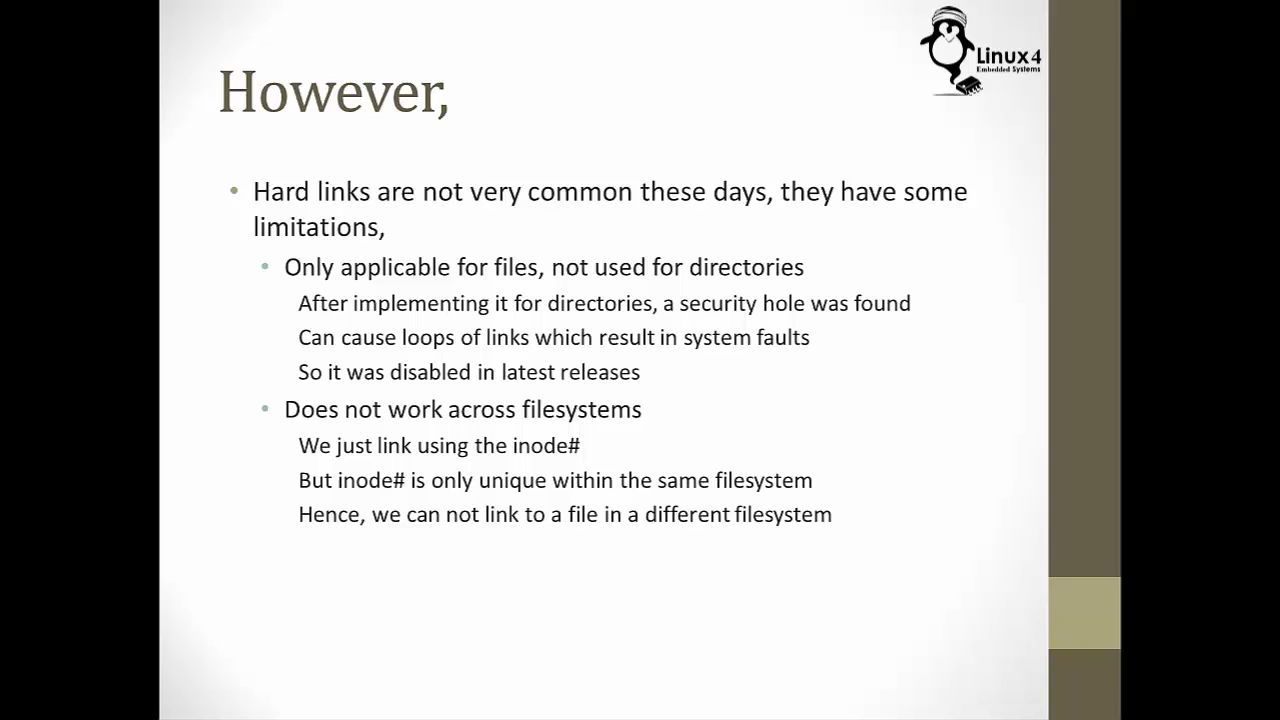 Linux4
Embedded Systems
However,
• Hard links are not very common these days, they have some
limitations,
• Only applicable for files, not used for directories
After implementing it for directories, a security hole was found
Can cause loops of links which result in system faults
So it was disabled in latest releases
• Does not work across filesystems
We just link using the inode#
But inode# is only unique within the same filesystem
Hence, we can not link to a file in a different filesystem